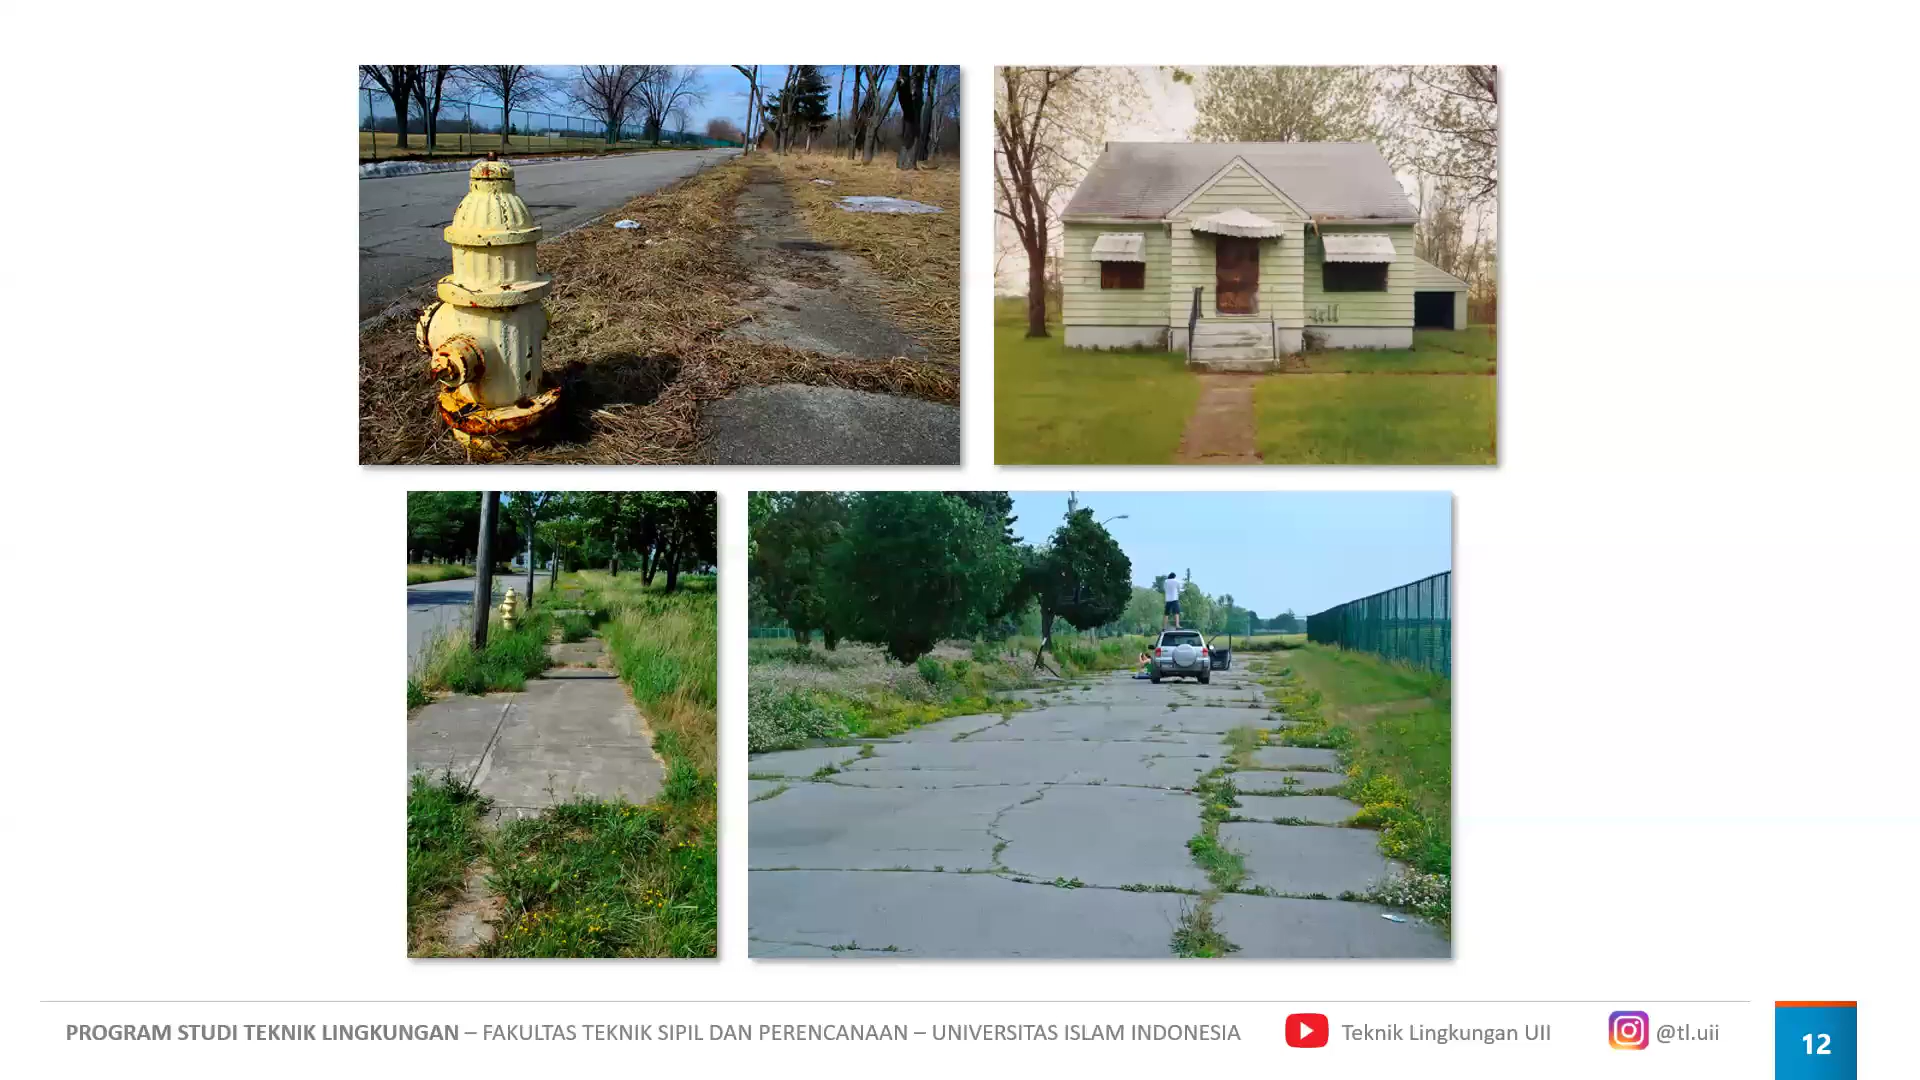 PROGRAM STUDI TEKNIK LINGKUNGAN – FAKULTAS TEKNIK SIPIL DAN PERENCANAAN – UNIVERSITAS ISLAM INDONESIA
Teknik Lingkungan UII
@tl.uii
12